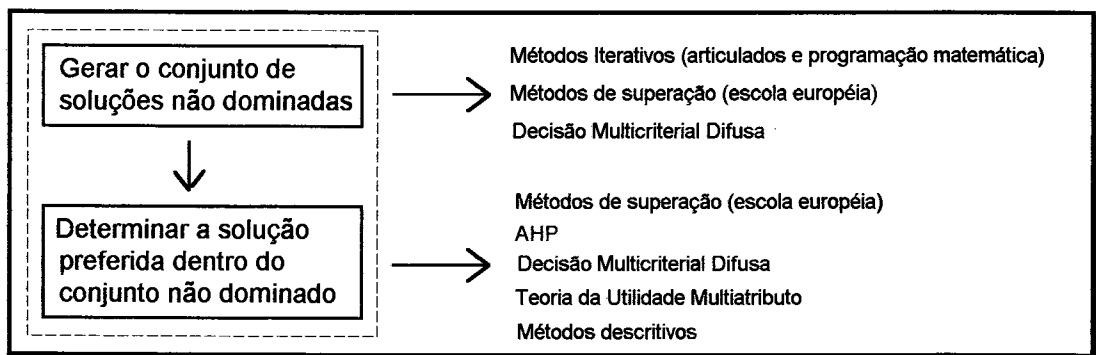 Gerar o conjunto de
soluções não dominadas
Métodos Iterativos (articulados e programação matemática)
Métodos de superação (escola européia)
Decisão Multicriterial Difusa
Determinar a solução
preferida dentro do
conjunto não dominado
Métodos de superação (escola européia)
AHP
Decisão Multicriterial Difusa
Teoria da Utilidade Multiatributo
Métodos descritivos